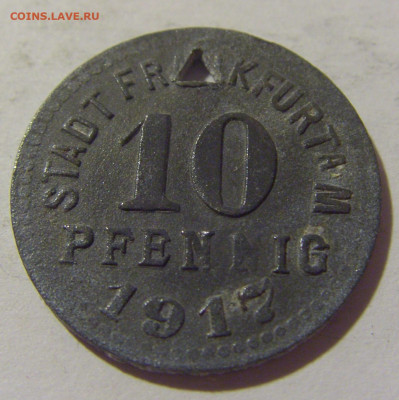 COINS.LAVE.RU
STADT FRANKFURT A M
10
PFENNIG
1917